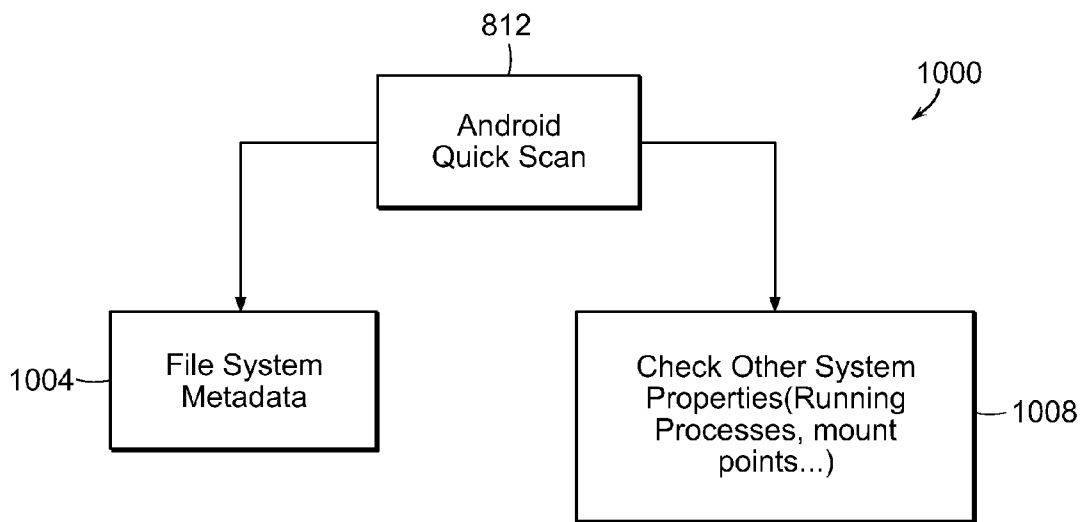 812
1000
Android
Quick Scan
1004
File System
Metadata
Check Other System
Properties(Running
Processes, mount
points...)
1008